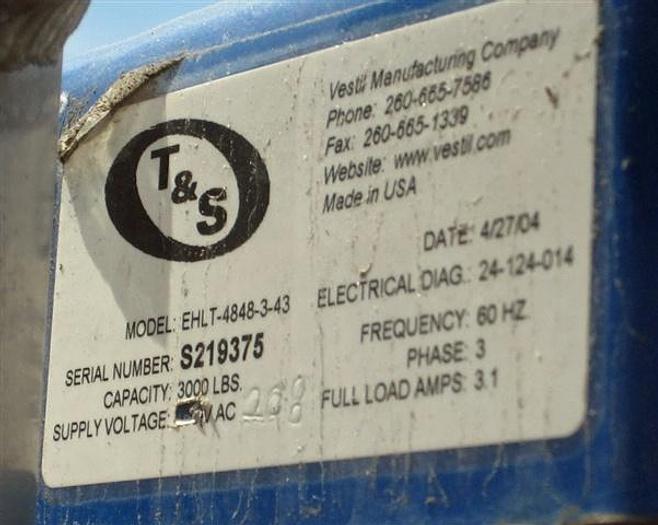 T&S
Vestil Manufacturing Company
Phone: 260-665-7586
Fax: 260-665-1339
Website: www.vestil.com
Made in USA
DATE: 4/27/04
ELECTRICAL DIAG.: 24-124-014
FREQUENCY: 60 HZ
PHASE: 3
FULL LOAD AMPS: 3.1
MODEL: EHLT-4848-3-43
SERIAL NUMBER: S219375
CAPACITY: 3000 LBS.
SUPPLY VOLTAGE: VAC 208